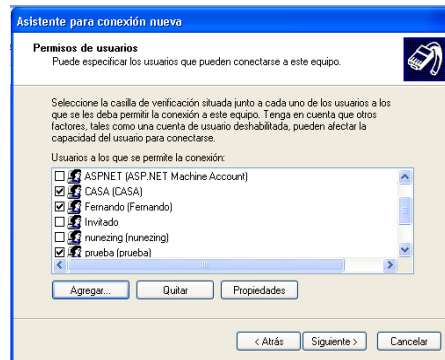 Asistente para conexión nueva
Permisos de usuarios
Puede especificar los usuarios que pueden conectarse a este equipo.
Seleccione la casilla de verificación situada junto a cada uno de los usuarios a los
que se les deba permitir la conexión a este equipo. Tenga en cuenta que otros
factores, tales como una cuenta de usuario deshabilitada, pueden afectar la
capacidad del usuario para conectarse.
Usuarios a los que se permite la conexión:
ASPNET (ASP.NET Machine Account)
CASA (CASA)
Fernando (Fernando)
Invitado
nunezing (nunezing)
prueba (prueba)
Agregar... Quitar Propiedades
< Atrás Siguiente > Cancelar